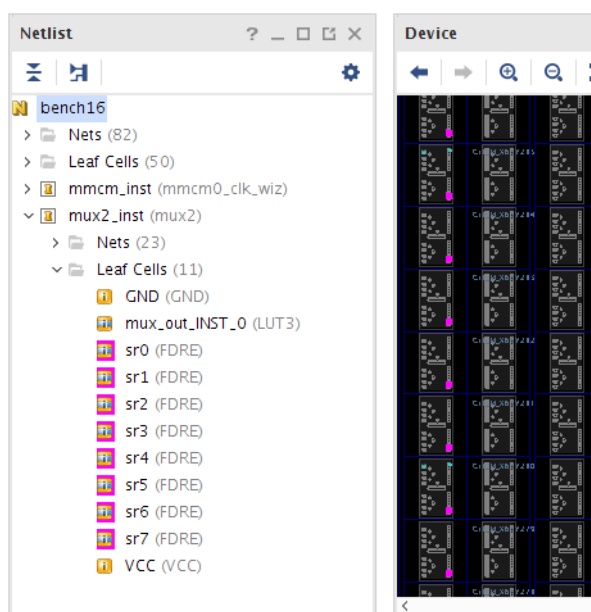 Netlist
?
bench16
Nets (82)
Leaf Cells (50)
mmcm_inst (mmcm0_clk_wiz)
mux2_inst (mux2)
Nets (23)
Leaf Cells (11)
GND (GND)
mux_out_INST_0 (LUT3)
sr0 (FDRE)
sr1 (FDRE)
sr2 (FDRE)
sr3 (FDRE)
sr4 (FDRE)
sr5 (FDRE)
sr6 (FDRE)
sr7 (FDRE)
VCC (VCC)
Device